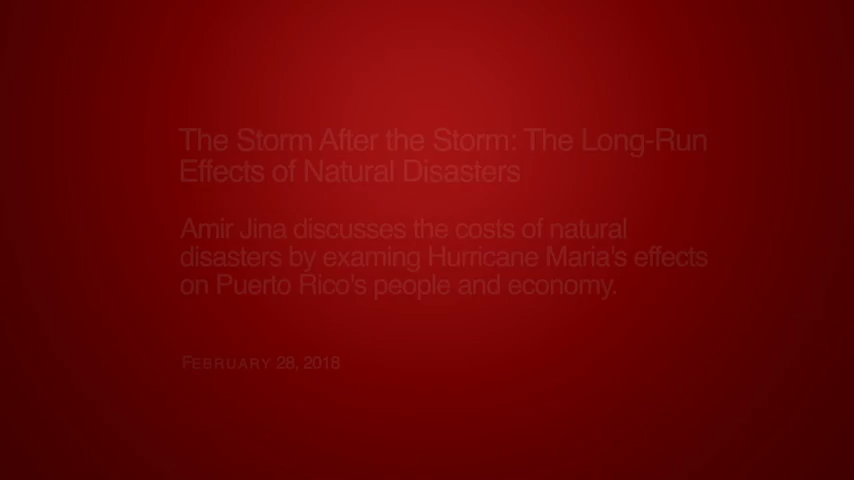 The Storm After the Storm: The Long-Run
Effects of Natural Disasters
Amir Jina discusses the costs of natural
disasters by examing Hurricane Maria's effects
on Puerto Rico's people and economy.
FEBRUARY 28, 2018